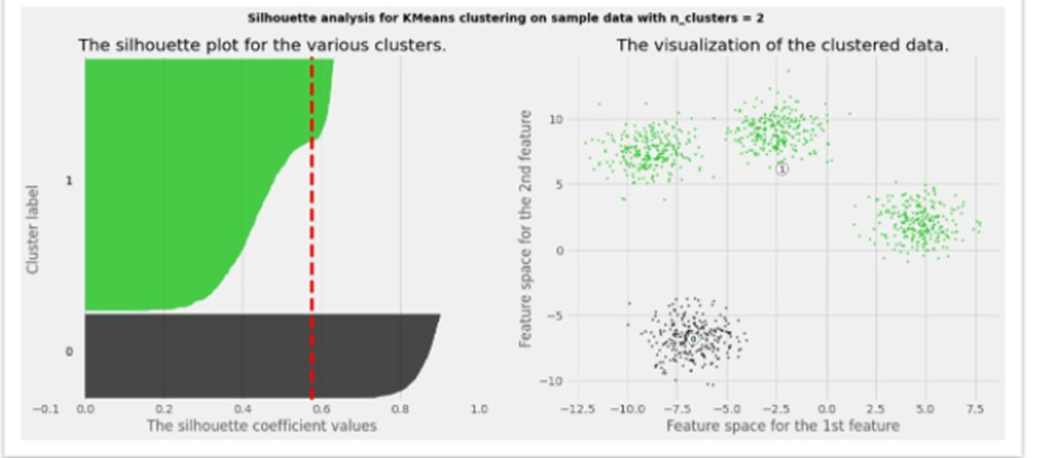 Silhouette analysis for KMeans clustering on sample data with n_clusters = 2
The silhouette plot for the various clusters.
Cluster label
1
0
−0.1 0.0 0.2 0.4 0.6 0.8 1.0
The silhouette coefficient values
The visualization of the clustered data.
Feature space for the 2nd feature
10
5
0
−5
−10
1
0
−12.5 −10.0 −7.5 −5.0 −2.5 0.0 2.5 5.0 7.5
Feature space for the 1st feature